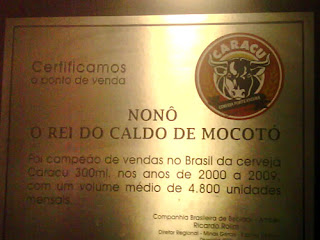 CARACU
Certificamos
o ponto de venda
NONÔ
O REI DO CALDO DE MOCOTÓ
Foi campeão de vendas no Brasil da cerveja
Caracu 300ml, nos anos de 2000 a 2009,
com um volume médio de 4.800 unidades
mensais.
Companhia Brasileira de
Ricardo
Diretor Regional - Minas Gerais